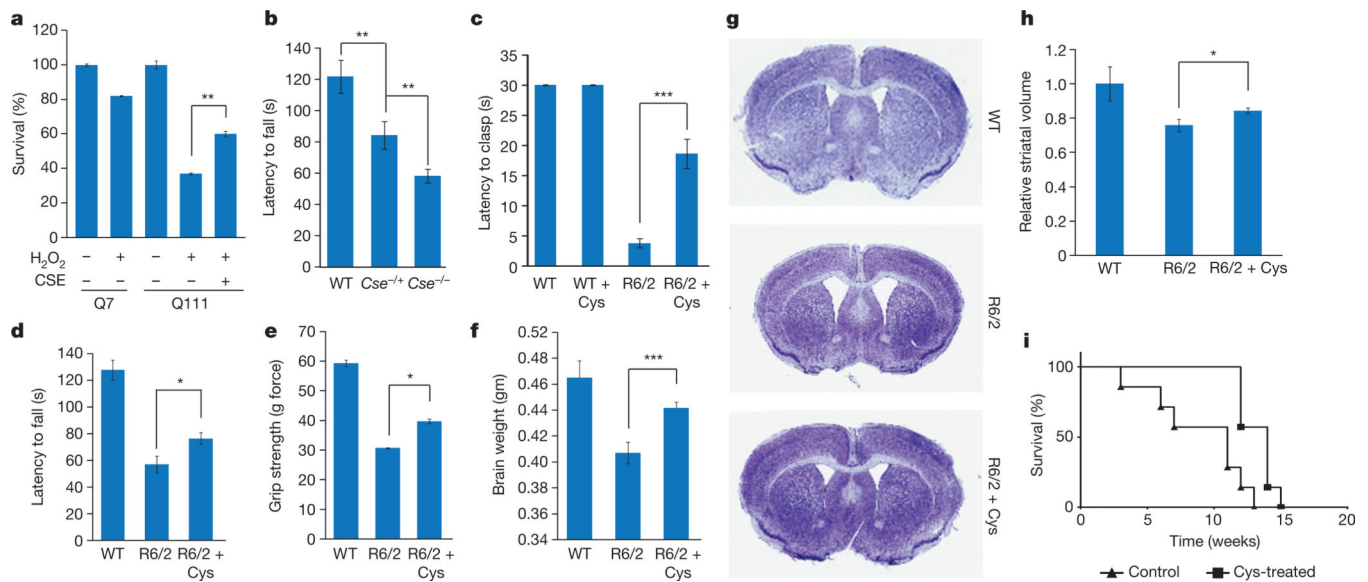 a
Survival (%)
120
100
80
60
40
20
0
H2O2 – + – + +
CSE – – – – +
Q7 Q111
b
**
**
Latency to fall (s)
140
120
100
80
60
40
20
0
WT Cse–/+ Cse–/–
c
***
Latency to clasp (s)
35
30
25
20
15
10
5
0
WT WT + Cys R6/2 R6/2 + Cys
d
*
Latency to fall (s)
140
120
100
80
60
40
20
0
WT R6/2 R6/2 + Cys
e
*
Grip strength (g force)
70
60
50
40
30
20
10
0
WT R6/2 R6/2 + Cys
f
***
Brain weight (gm)
0.52
0.50
0.48
0.46
0.44
0.42
0.40
0.38
0.36
0.34
WT R6/2 R6/2 + Cys
g
WT
R6/2
R6/2 + Cys
h
*
Relative striatal volume
1.2
1.0
0.8
0.6
0.4
0.2
0
WT R6/2 R6/2 + Cys
i
Survival (%)
100
50
0
0 5 10 15 20
Time (weeks)
Control Cys-treated